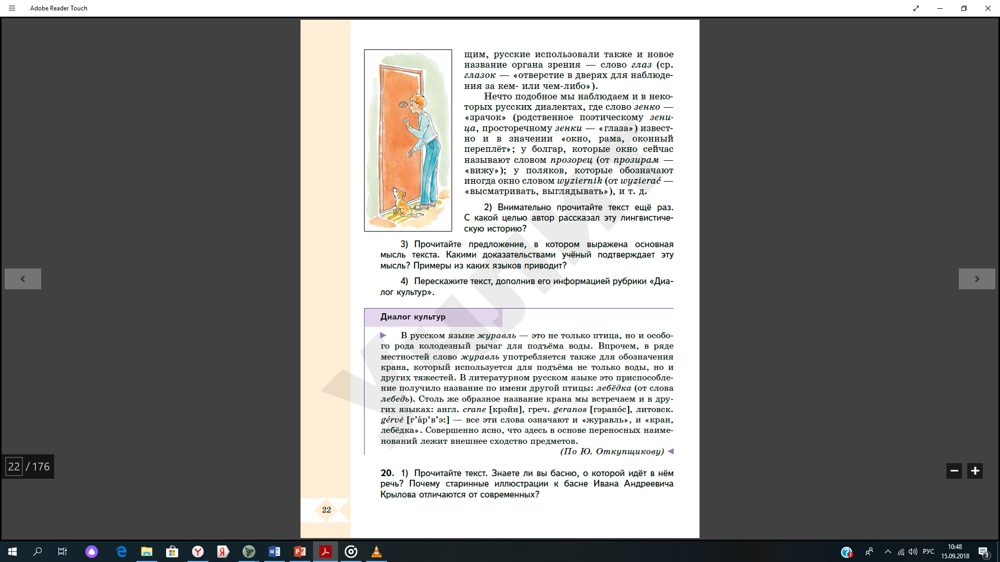 Adobe Reader Touch
щим, русские использовали также и новое
название органа зрения — слово глаз (ср.
глазок — «отверстие в дверях для наблюде-
ния за кем- или чем-либо»).
Нечто подобное мы наблюдаем и в неко-
торых русских диалектах, где слово зенко —
«зрачок» (родственное поэтическому зени-
ца, просторечному зенки — «глаза») извест-
но и в значении «окно, рама, оконный
переплёт»; у болгар, которые окно сейчас
называют словом прозорец (от прозирам —
«вижу»); у поляков, которые обозначают
иногда окно словом wyziernik (от wyzierać —
«высматривать, выглядывать»), и т. д.
2) Внимательно прочитайте текст ещё раз.
С какой целью автор рассказал эту лингвистиче-
скую историю?
3) Прочитайте предложение, в котором выражена основная
мысль текста. Какими доказательствами учёный подтверждает эту
мысль? Примеры из каких языков приводит?
4) Перескажите текст, дополнив его информацией рубрики «Диа-
лог культур».
Диалог культур
В русском языке журавль — это не только птица, но и особо-
го рода колодезный рычаг для подъёма воды. Впрочем, в ряде
местностей слово журавль употребляется также для обозначения
крана, который используется для подъёма не только воды, но и
других тяжестей. В литературном русском языке это приспособле-
ние получило название по имени другой птицы: лебёдка (от слова
лебедь). Столь же образное название крана мы встречаем и в дру-
гих языках: англ. crane [крэйн], греч. geranos [гэрано́с], литовск.
gérvė [г’а́р’в’э:] — все эти слова означают и «журавль», и «кран,
лебёдка». Совершенно ясно, что здесь в основе переносных наиме-
нований лежит внешнее сходство предметов.
(По Ю. Откупщикову)
20. 1) Прочитайте текст. Знаете ли вы басню, о которой идёт в нём
речь? Почему старинные иллюстрации к басне Ивана Андреевича
Крылова отличаются от современных?
22
учлит
22 / 176
РУС
10:48
15.09.2018
3